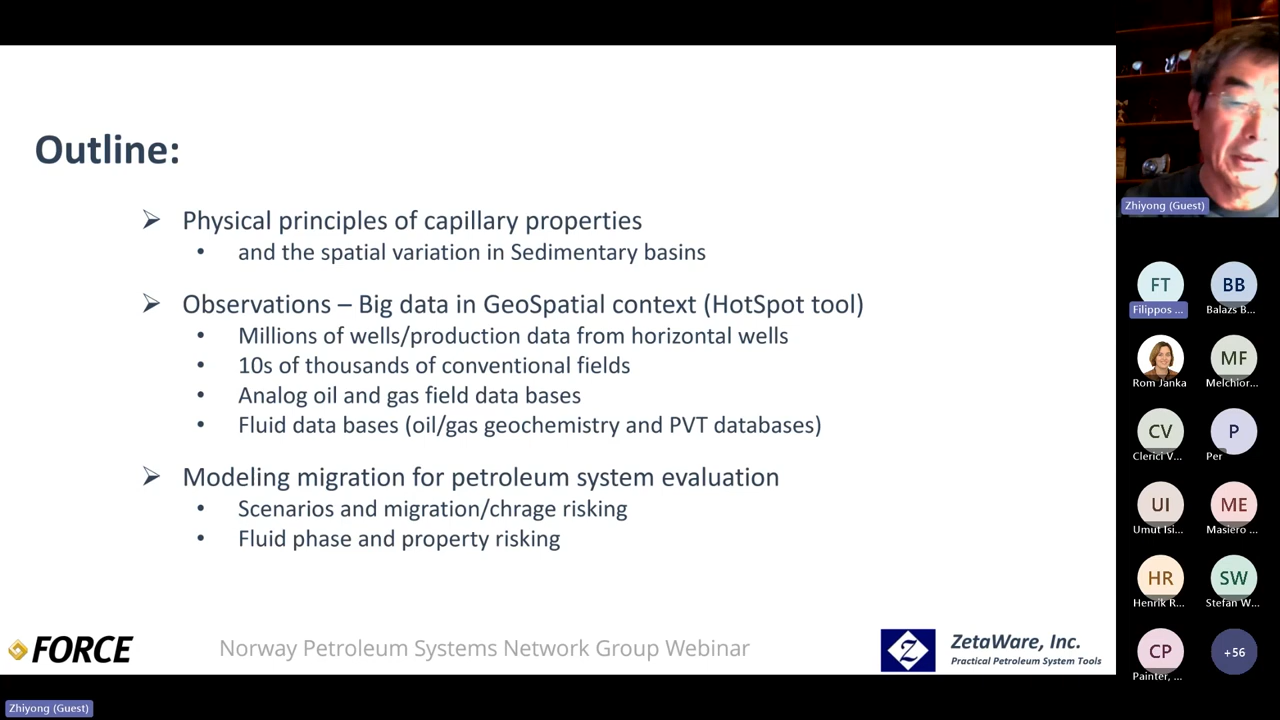 Outline:
Physical principles of capillary properties
and the spatial variation in Sedimentary basins
Observations – Big data in GeoSpatial context (HotSpot tool)
Millions of wells/production data from horizontal wells
10s of thousands of conventional fields
Analog oil and gas field data bases
Fluid data bases (oil/gas geochemistry and PVT databases)
Modeling migration for petroleum system evaluation
Scenarios and migration/chrage risking
Fluid phase and property risking
FORCE
Norway Petroleum Systems Network Group Webinar
Z
ZetaWare, Inc.
Practical Petroleum System Tools
Zhiyong (Guest)
Zhiyong (Guest)
FT
BB
Filippos ...
Balazs B...
MF
Rom Janka
Melchior...
CV
P
Clerici V...
Per
UI
ME
Umut Isi...
Masiero ...
HR
SW
Henrik R...
Stefan W...
CP
+56
Painter, ...